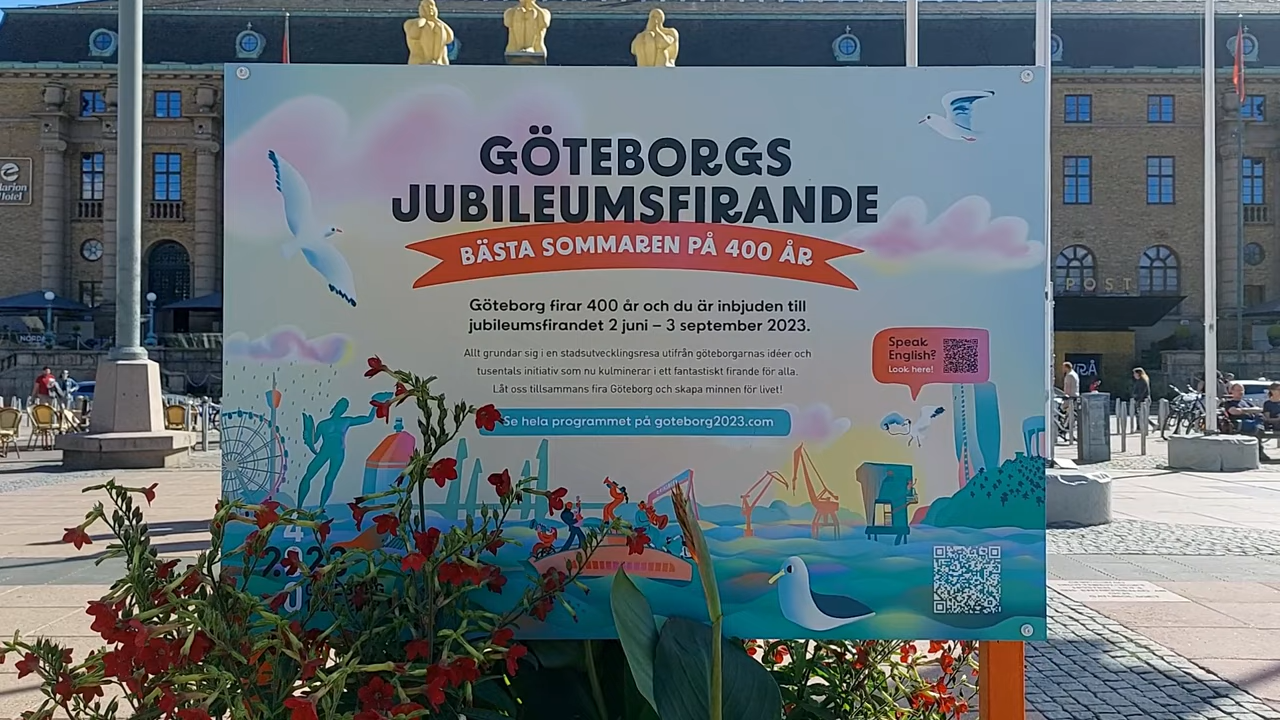 GÖTEBORGS
JUBILEUMSFIRANDE
BÄSTA SOMMAREN PÅ 400 ÅR
Göteborg firar 400 år och du är inbjuden till
jubileumsfirandet 2 juni – 3 september 2023.
Allt grundar sig i en stadsutvecklingsresa utifrån göteborgarnas idéer och
tusentals initiativ som nu kulminerar i ett fantastiskt firande för alla.
Låt oss tillsammans fira Göteborg och skapa minnen för livet!
Se hela programmet på goteborg2023.com
Speak
English?
Look here!
POST
larion
Hotel